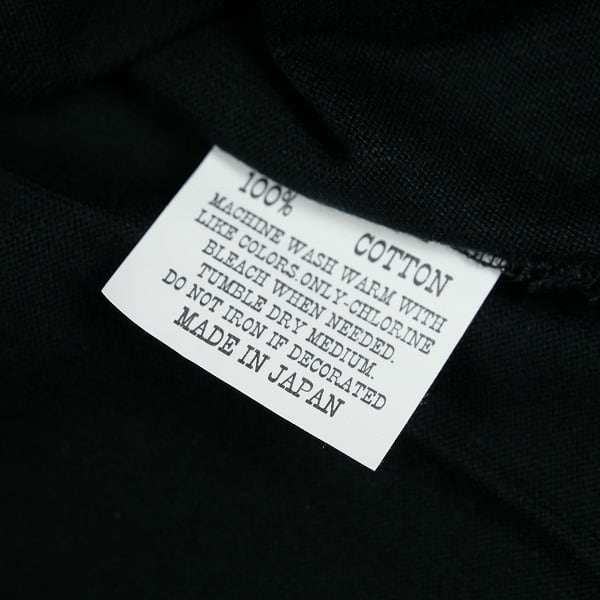 100% COTTON
MACHINE WASH WARM WITH
LIKE COLORS.ONLY-CHLORINE
BLEACH WHEN NEEDED.
TUMBLE DRY MEDIUM.
DO NOT IRON IF DECORATED
MADE IN JAPAN